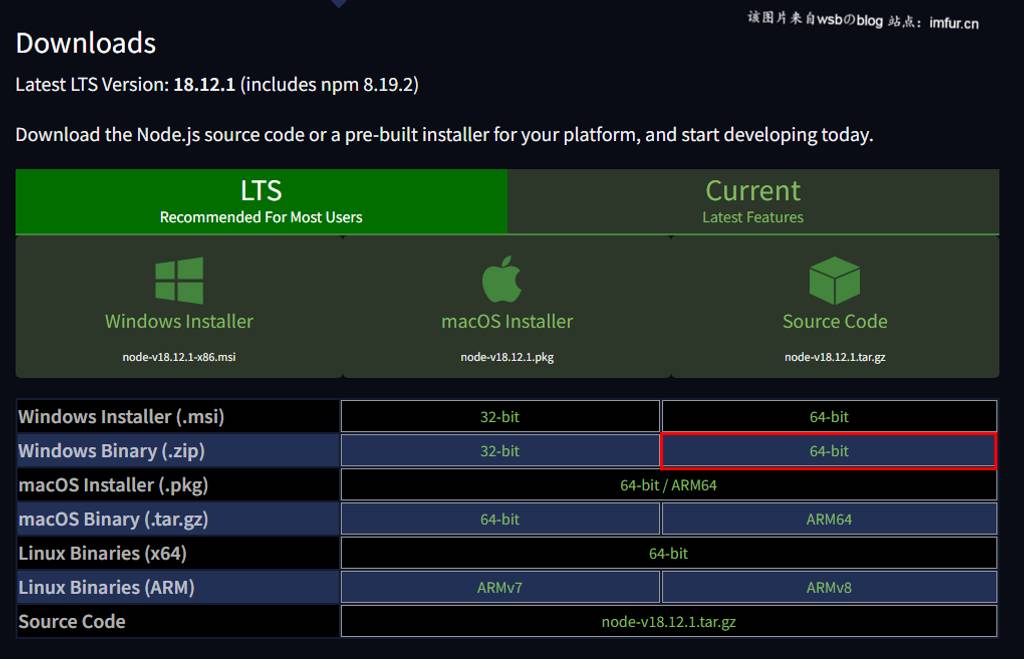 该图片来自wsbのblog 站点：imfur.cn
Downloads
Latest LTS Version: 18.12.1 (includes npm 8.19.2)
Download the Node.js source code or a pre-built installer for your platform, and start developing today.
LTS
Recommended For Most Users
Current
Latest Features
Windows Installer
node-v18.12.1-x86.msi
macOS Installer
node-v18.12.1.pkg
Source Code
node-v18.12.1.tar.gz
Windows Installer (.msi) 32-bit 64-bit
Windows Binary (.zip) 32-bit 64-bit
macOS Installer (.pkg) 64-bit / ARM64
macOS Binary (.tar.gz) 64-bit ARM64
Linux Binaries (x64) 64-bit
Linux Binaries (ARM) ARMv7 ARMv8
Source Code node-v18.12.1.tar.gz